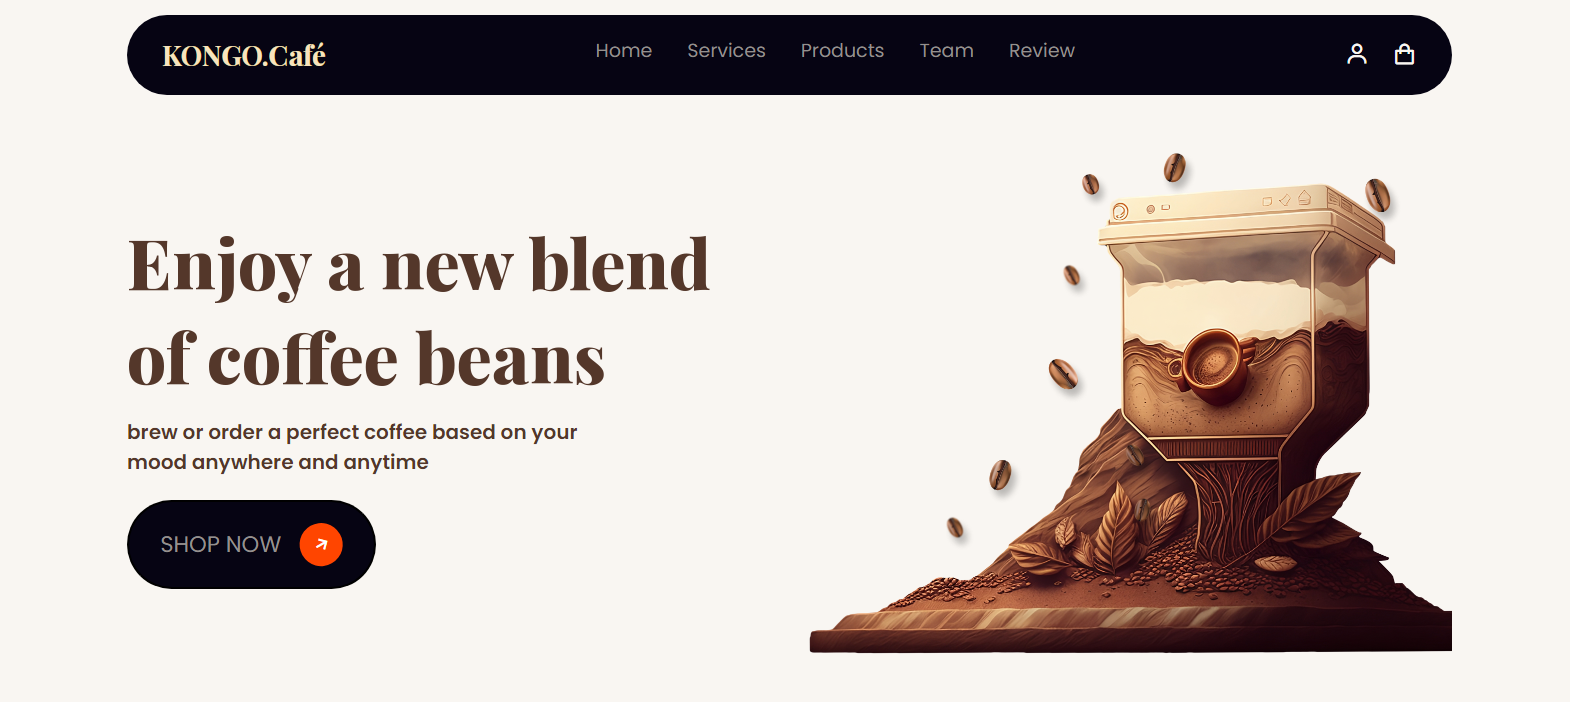 KONGO.Café
Home Services Products Team Review
Enjoy a new blend
of coffee beans
brew or order a perfect coffee based on your
mood anywhere and anytime
SHOP NOW